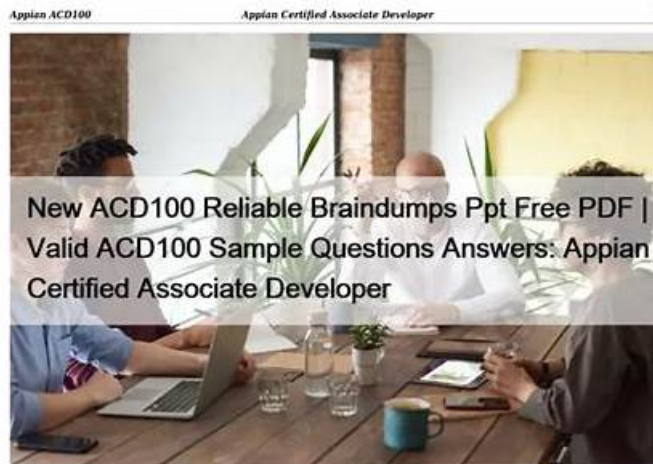 Appian ACD100 Appian Certified Associate Developer
New ACD100 Reliable Braindumps Ppt Free PDF |
Valid ACD100 Sample Questions Answers: Appian
Certified Associate Developer